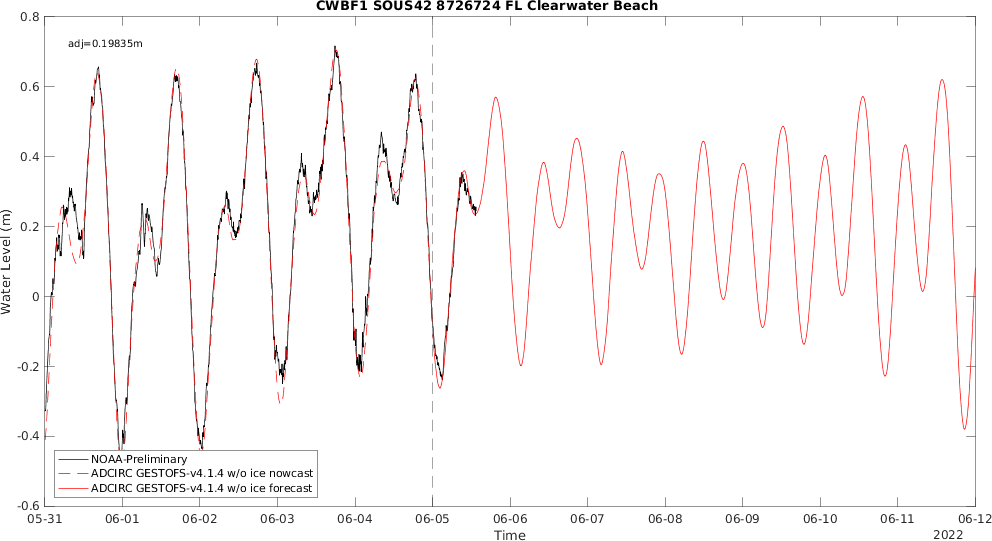 CWBF1 SOUS42 8726724 FL Clearwater Beach
adj=0.19835m
0.8
0.6
0.4
0.2
0
-0.2
-0.4
-0.6
Water Level (m)
NOAA-Preliminary
ADCIRC GESTOFS-v4.1.4 w/o ice nowcast
ADCIRC GESTOFS-v4.1.4 w/o ice forecast
05-31 06-01 06-02 06-03 06-04 06-05 06-06 06-07 06-08 06-09 06-10 06-11 06-12
Time
2022